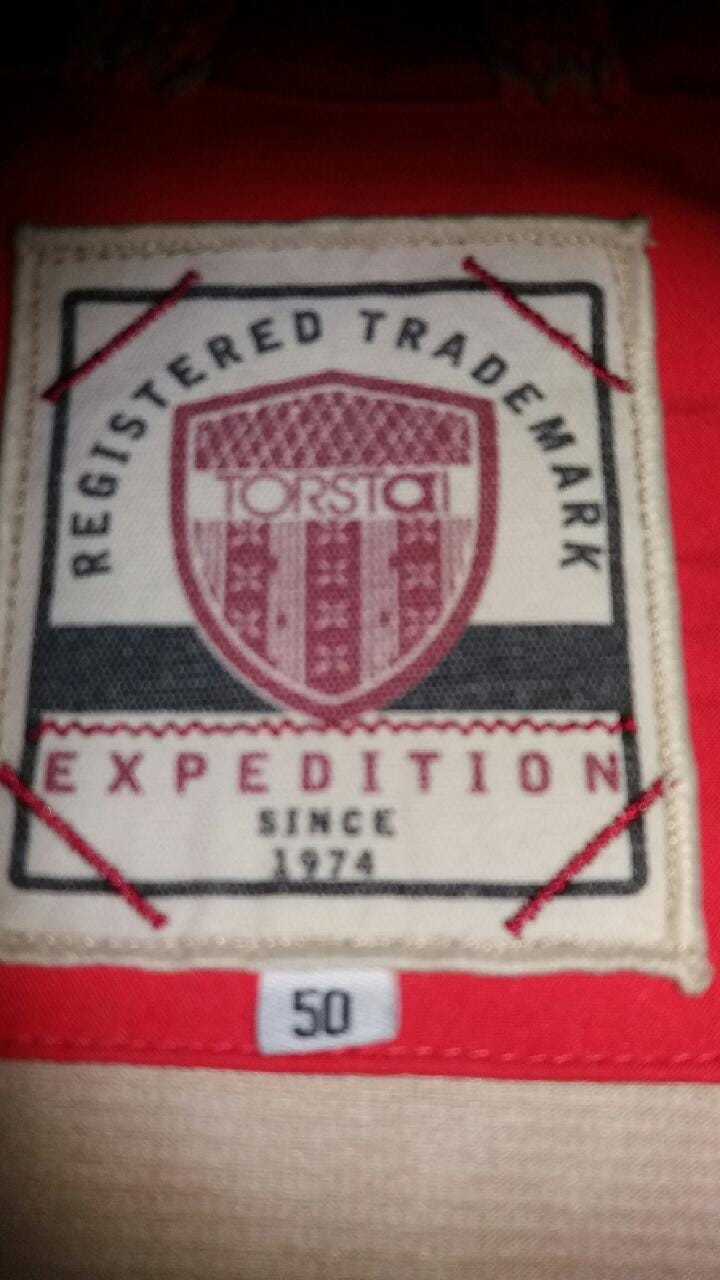 REGISTERED TRADEMARK
TORSTAI
EXPEDITION
SINCE
1974
50